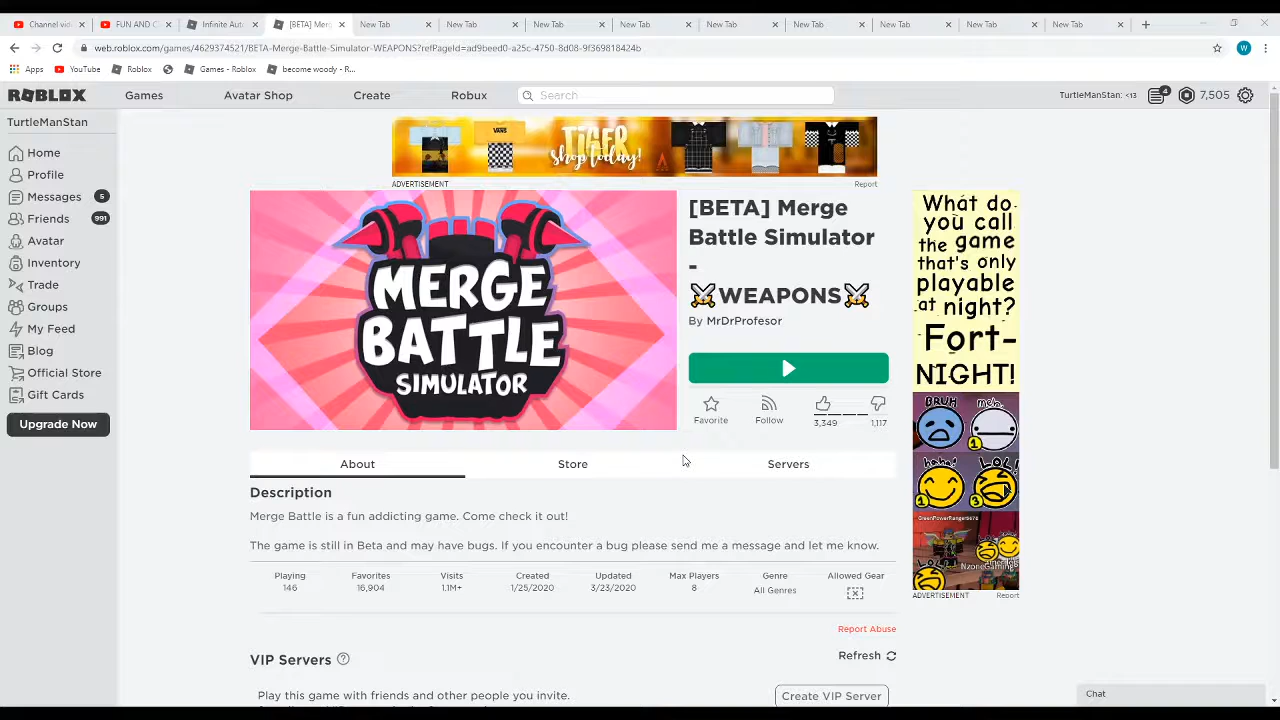 Channel vid
FUN AND C
Infinite Aut
[BETA] Merg
New Tab
New Tab
New Tab
New Tab
New Tab
New Tab
New Tab
New Tab
New Tab
web.roblox.com/games/4629374521/BETA-Merge-Battle-Simulator-WEAPONS?refPageId=ad9beed0-a25c-4750-8d08-9f369818424b
W
Apps
YouTube
Roblox
Games - Roblox
become woody - R...
ROBLOX
Games
Avatar Shop
Create
Robux
Search
TurtleManStan: <13
4
7,505
TurtleManStan
Home
Profile
Messages
5
Friends
991
Avatar
Inventory
Trade
Groups
My Feed
Blog
Official Store
Gift Cards
Upgrade Now
VANS
TIGER
shop today!
ADVERTISEMENT
Report
MERGE
BATTLE
SIMULATOR
[BETA] Merge
Battle Simulator
-
⚔WEAPONS⚔
By MrDrProfesor
Favorite
Follow
3,349
1,117
What do
you call
the game
that's only
playable
at night?
Fort-
NIGHT!
BRUH
meh.
1
haha!
LOL!
1
3
GreenPowerRanger5678
NzoneGaming
ADVERTISEMENT
Report
About
Store
Servers
Description
Merge Battle is a fun addicting game. Come check it out!
The game is still in Beta and may have bugs. If you encounter a bug please send me a message and let me know.
Playing
Favorites
Visits
Created
Updated
Max Players
Genre
Allowed Gear
148
16,904
1.1M+
1/25/2020
3/23/2020
8
All Genres
Report Abuse
VIP Servers
Refresh
Play this game with friends and other people you invite.
Create VIP Server
Chat